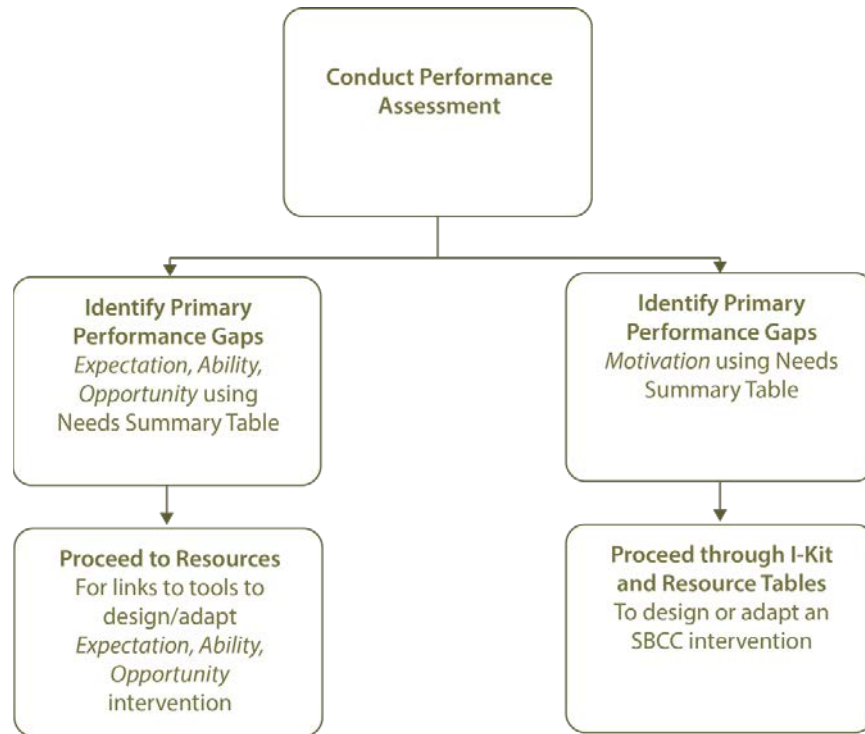 Conduct Performance
Assessment
Identify Primary
Performance Gaps
Expectation, Ability,
Opportunity using
Needs Summary Table
Identify Primary
Performance Gaps
Motivation using Needs
Summary Table
Proceed to Resources
For links to tools to
design/adapt
Expectation, Ability,
Opportunity
intervention
Proceed through I-Kit
and Resource Tables
To design or adapt an
SBCC intervention